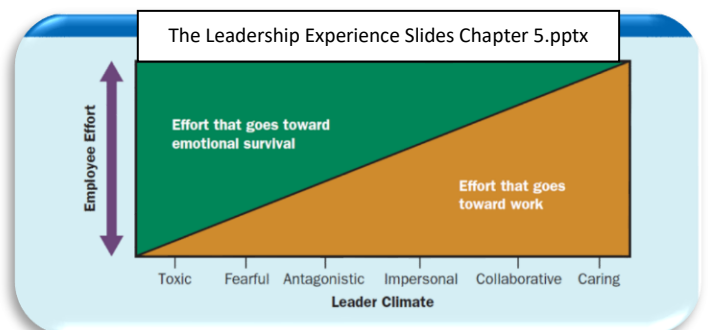 The Leadership Experience Slides Chapter 5.pptx
Employee Effort
Effort that goes toward
emotional survival
Effort that goes
toward work
Toxic Fearful Antagonistic Impersonal Collaborative Caring
Leader Climate